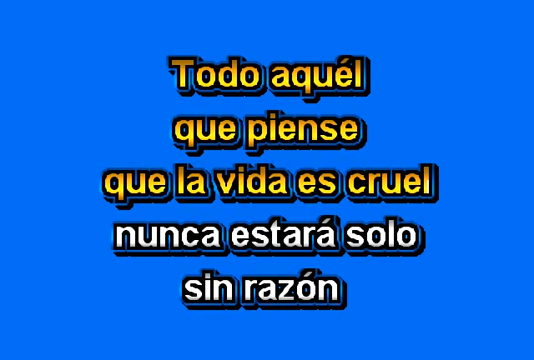 Todo aquél
que piense
que la vida es cruel
nunca estará solo
sin razón